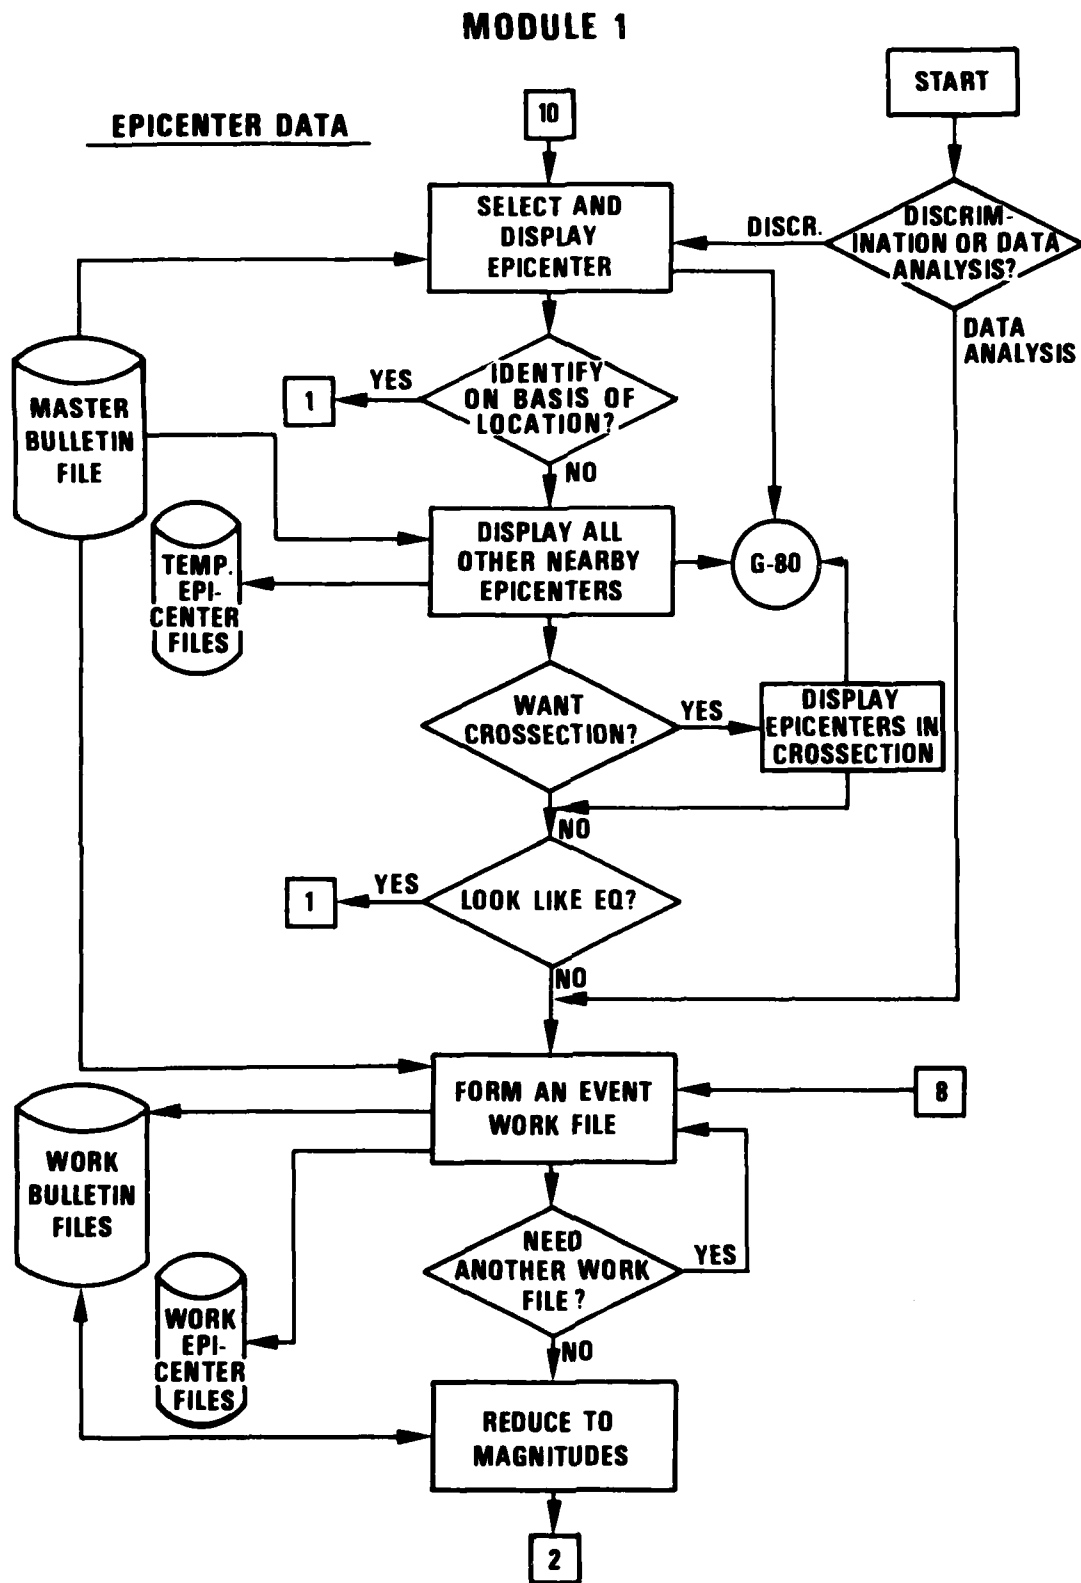 MODULE 1
START
10
EPICENTER DATA
SELECT AND
DISPLAY
EPICENTER
DISCR.
DISCRIM-
INATION OR DATA
ANALYSIS?
DATA
ANALYSIS
MASTER
BULLETIN
FILE
1
YES
IDENTIFY
ON BASIS OF
LOCATION?
NO
TEMP.
EPI-
CENTER
FILES
DISPLAY ALL
OTHER NEARBY
EPICENTERS
G-80
WANT
CROSSECTION?
YES
DISPLAY
EPICENTERS IN
CROSSECTION
NO
1
YES
LOOK LIKE EQ?
NO
FORM AN EVENT
WORK FILE
8
WORK
BULLETIN
FILES
NEED
ANOTHER WORK
FILE?
YES
WORK
EPI-
CENTER
FILES
NO
REDUCE TO
MAGNITUDES
2